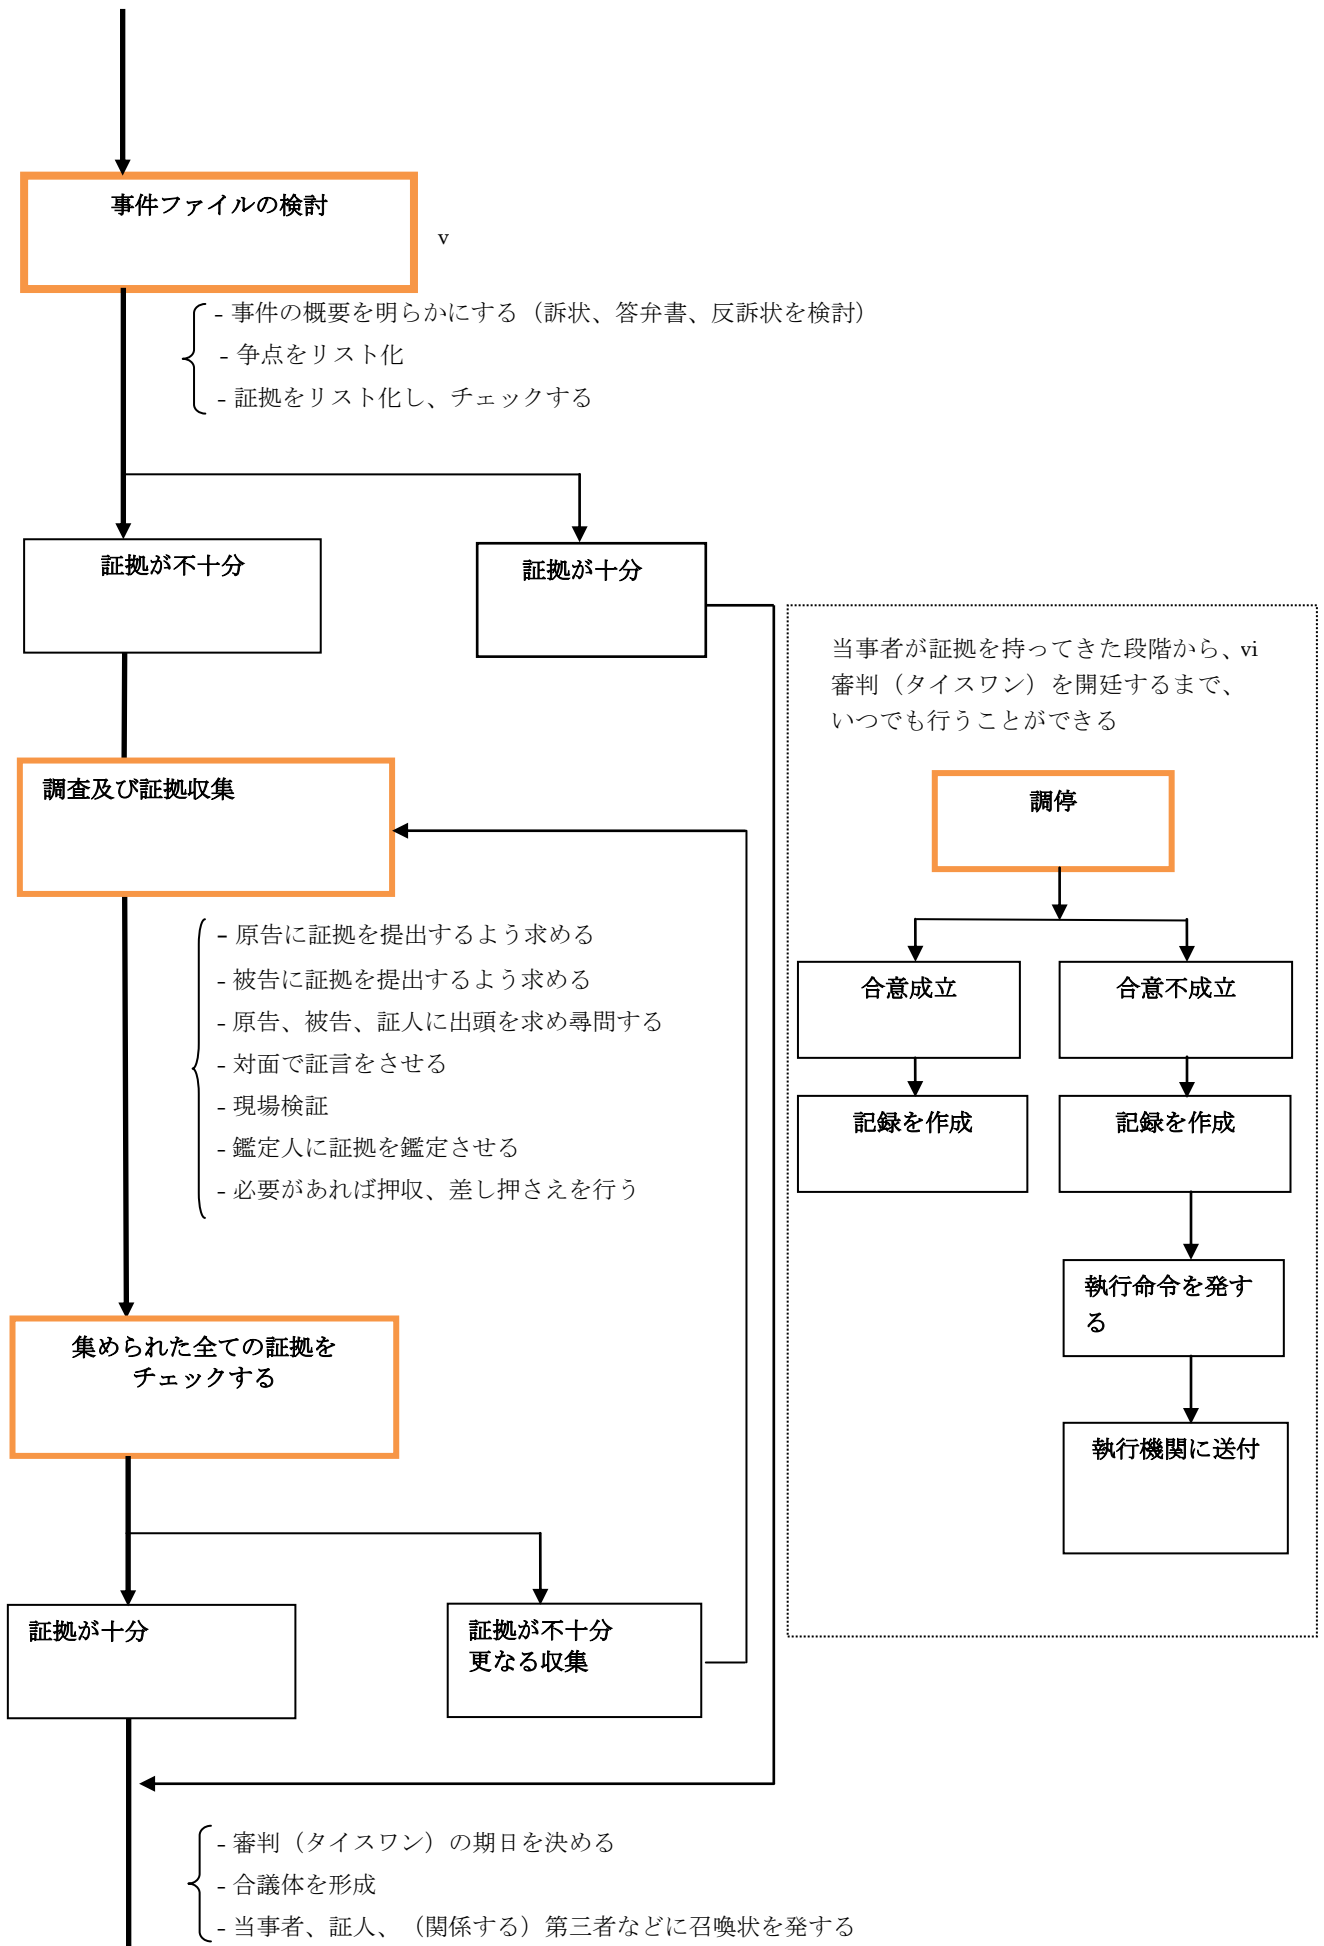 事件ファイルの検討
v
- 事件の概要を明らかにする（訴状、答弁書、反訴状を検討）
- 争点をリスト化
- 証拠をリスト化し、チェックする
証拠が不十分
証拠が十分
当事者が証拠を持ってきた段階から、vi
審判（タイスワン）を開廷するまで、
いつでも行うことができる
調停
合意成立
合意不成立
記録を作成
記録を作成
執行命令を発す
る
執行機関に送付
調査及び証拠収集
- 原告に証拠を提出するよう求める
- 被告に証拠を提出するよう求める
- 原告、被告、証人に出頭を求め尋問する
- 対面で証言をさせる
- 現場検証
- 鑑定人に証拠を鑑定させる
- 必要があれば押収、差し押さえを行う
集められた全ての証拠を
チェックする
証拠が十分
証拠が不十分
更なる収集
- 審判（タイスワン）の期日を決める
- 合議体を形成
- 当事者、証人、（関係する）第三者などに召喚状を発する